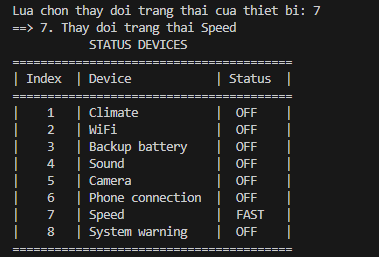 Lua chon thay doi trang thai cua thiet bi: 7
==> 7. Thay doi trang thai Speed
STATUS DEVICES
========================================
| Index | Device | Status |
========================================
| 1 | Climate | OFF |
| 2 | WiFi | OFF |
| 3 | Backup battery | OFF |
| 4 | Sound | OFF |
| 5 | Camera | OFF |
| 6 | Phone connection | OFF |
| 7 | Speed | FAST |
| 8 | System warning | OFF |
========================================